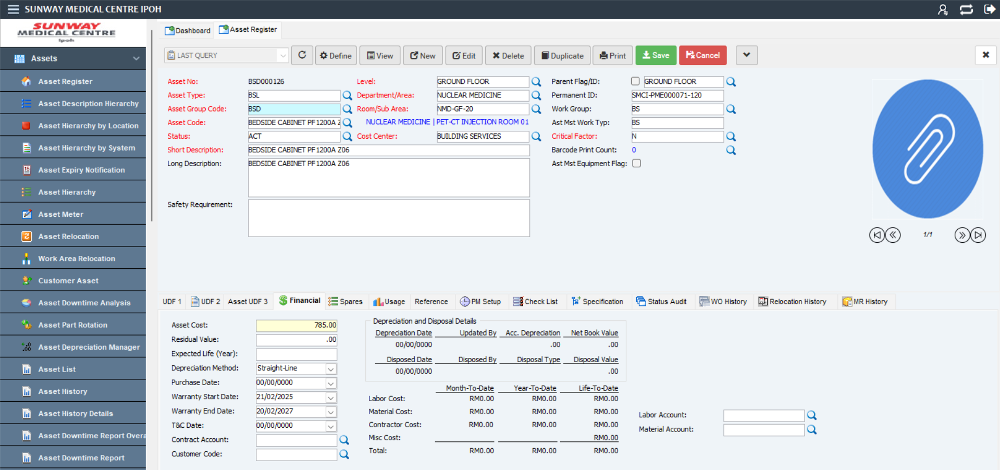 SUNWAY MEDICAL CENTRE IPOH
SUNWAY
MEDICAL CENTRE
Ipoh
Assets
Asset Register
Asset Description Hierarchy
Asset Hierarchy by Location
Asset Hierarchy by System
Asset Expiry Notification
Asset Hierarchy
Asset Meter
Asset Relocation
Work Area Relocation
Customer Asset
Asset Downtime Analysis
Asset Part Rotation
Asset Depreciation Manager
Asset List
Asset History
Asset History Details
Asset Downtime Report Overa
Asset Downtime Report
Dashboard Asset Register
LAST QUERY Define View New Edit Delete Duplicate Print Save Cancel
Asset No: BSD000126 Level: GROUND FLOOR Parent Flag/ID: GROUND FLOOR
Asset Type: BSL Department/Area: NUCLEAR MEDICINE Permanent ID: SMCI-PME000071-120
Asset Group Code: BSD Room/Sub Area: NMD-GF-20 Work Group: BS
Asset Code: BEDSIDE CABINET PF1200A Z NUCLEAR MEDICINE | PET-CT INJECTION ROOM 01 Ast Mst Work Typ: BS
Status: ACT Cost Center: BUILDING SERVICES Critical Factor: N
Short Description: BEDSIDE CABINET PF1200A Z06 Barcode Print Count: 0
Long Description: BEDSIDE CABINET PF1200A Z06 Ast Mst Equipment Flag:
Safety Requirement:
1/1
UDF 1 UDF 2 Asset UDF 3 Financial Spares Usage Reference PM Setup Check List Specification Status Audit WO History Relocation History MR History
Asset Cost: 785.00
Residual Value: .00
Expected Life (Year):
Depreciation Method: Straight-Line
Purchase Date: 00/00/0000
Warranty Start Date: 21/02/2025
Warranty End Date: 20/02/2027
T&C Date: 00/00/0000
Contract Account:
Customer Code:
Depreciation and Disposal Details
Depreciation Date Updated By Acc. Depreciation Net Book Value
00/00/0000 .00 .00
Disposed Date Disposed By Disposal Type Disposal Value
00/00/0000 .00
Month-To-Date Year-To-Date Life-To-Date
Labor Cost: RM0.00 RM0.00 RM0.00
Material Cost: RM0.00 RM0.00 RM0.00
Contractor Cost: RM0.00 RM0.00 RM0.00
Misc Cost: RM0.00
Total: RM0.00 RM0.00 RM0.00
Labor Account:
Material Account: